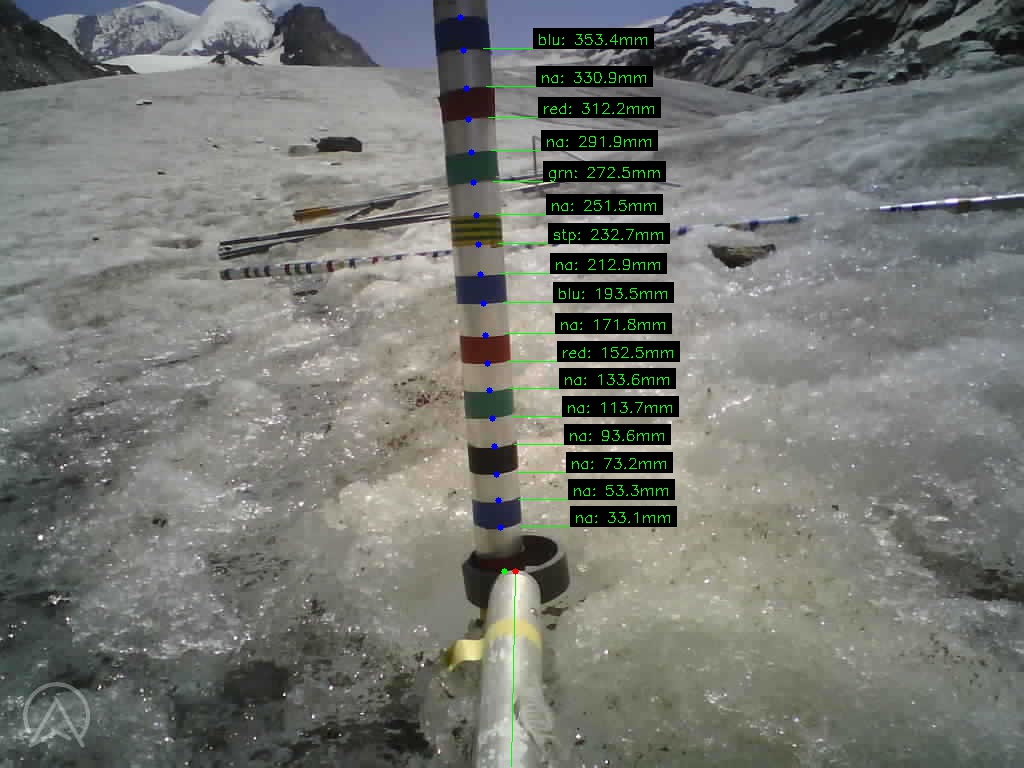 blu: 353.4mm
na: 330.9mm
red: 312.2mm
na: 291.9mm
grn: 272.5mm
na: 251.5mm
stp: 232.7mm
na: 212.9mm
blu: 193.5mm
na: 171.8mm
red: 152.5mm
na: 133.6mm
na: 113.7mm
na: 93.6mm
na: 73.2mm
na: 53.3mm
na: 33.1mm